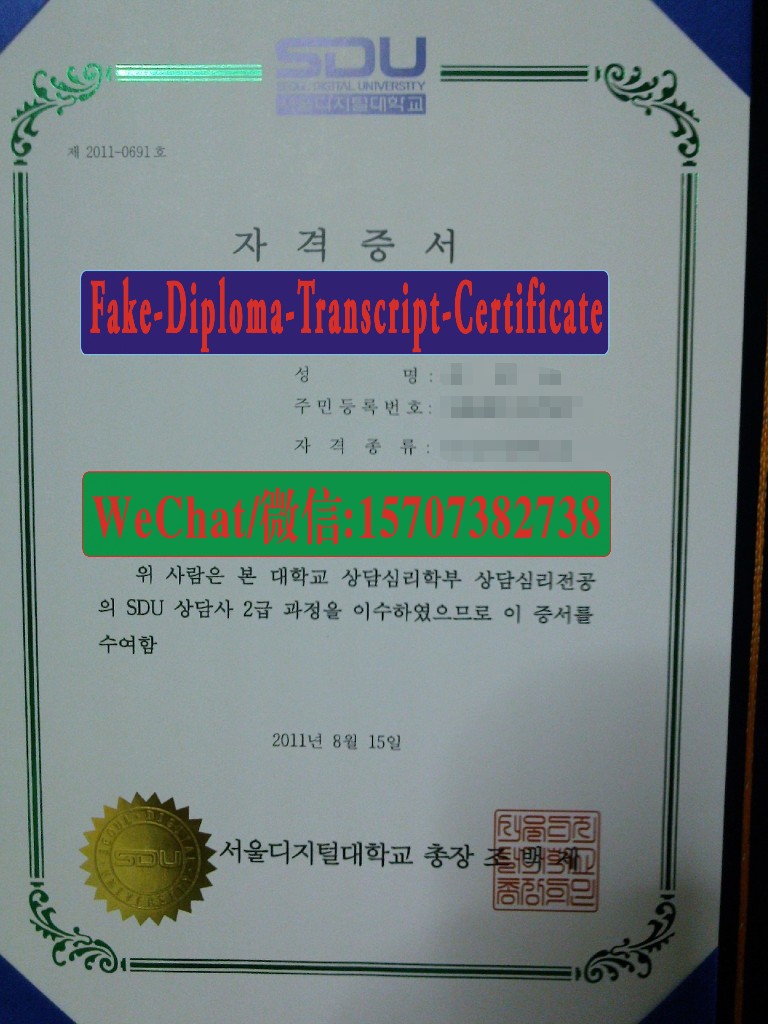 SDU
SEOUL DIGITAL UNIVERSITY
서울디지털대학교
제 2011-0691 호
자 격 증 서
Fake-Diploma-Transcript-Certificate
성 명 :
주민등록번호 :
자 격 종 류 :
WeChat/微信:15707382738
위 사람은 본 대학교 상담심리학부 상담심리전공
의 SDU 상담사 2급 과정을 이수하였으므로 이 증서를
수여함
2011년 8월 15일
SEOUL DIGITAL
SDU
UNIVERSITY
서울디지털대학교 총장 조 백 제